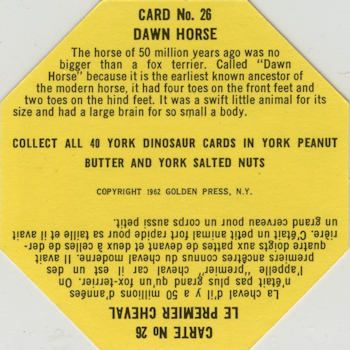 CARD No. 26
DAWN HORSE
The horse of 50 million years ago was no
bigger than a fox terrier. Called "Dawn
Horse" because it is the earliest known ancestor of
the modern horse, it had four toes on the front feet and
two toes on the hind feet. It was a swift little animal for its
size and had a large brain for so small a body.
COLLECT ALL 40 YORK DINOSAUR CARDS IN YORK PEANUT
BUTTER AND YORK SALTED NUTS
COPYRIGHT 1962 GOLDEN PRESS, N.Y.
CARTE No 26
LE PREMIER CHEVAL
La cheval d'il y a 50 millions d'années
n'était pas plus grand qu'un fox-terrier. On
l'appelle "premier" cheval car il est un des
premiers ancêtres connus du cheval moderne. Il avait
quatre doigts aux pattes de devant et deux à celles de der-
rière. C'était un petit animal fort rapide pour sa taille et avait
un grand cerveau pour un corps aussi petit.